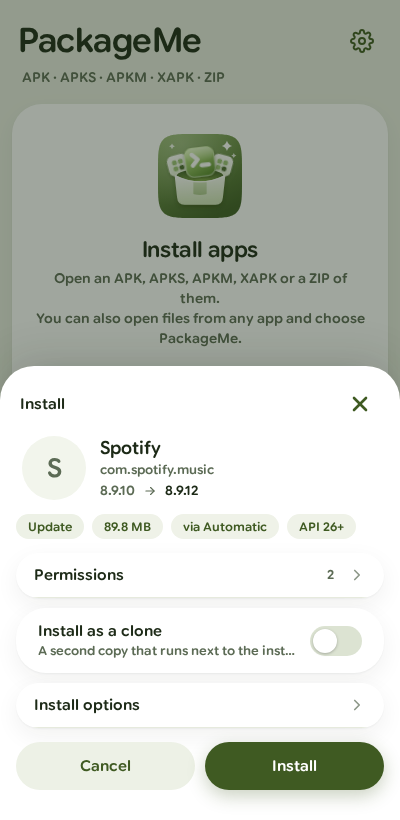 PackageMe
APK · APKS · APKM · XAPK · ZIP
Install apps
Open an APK, APKS, APKM, XAPK or a ZIP of
them.
You can also open files from any app and choose
PackageMe.
Install
S
Spotify
com.spotify.music
8.9.10 → 8.9.12
Update
89.8 MB
via Automatic
API 26+
Permissions
2
Install as a clone
A second copy that runs next to the inst...
Install options
Cancel
Install